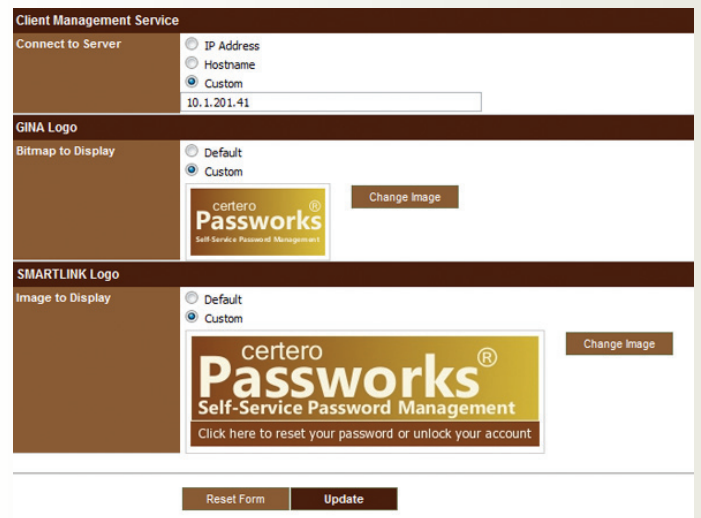 Client Management Service
Connect to Server
IP Address
Hostname
Custom
10.1.201.41
GINA Logo
Bitmap to Display
Default
Custom
certero
Passworks®
Self-Service Password Management
Change Image
SMARTLINK Logo
Image to Display
Default
Custom
certero
Passworks®
Self-Service Password Management
Click here to reset your password or unlock your account
Change Image
Reset Form
Update